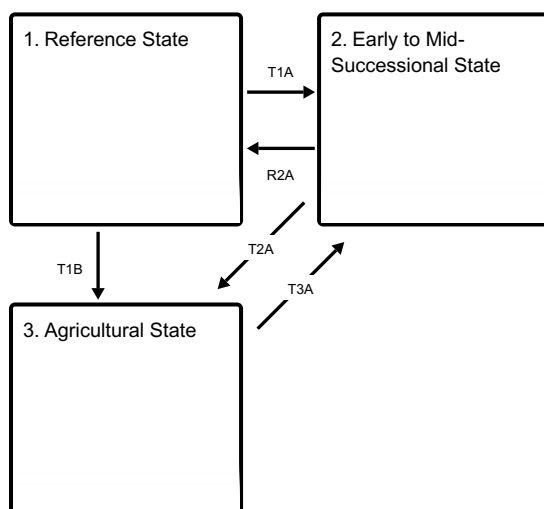 1. Reference State
2. Early to Mid-
Successional State
T1A
R2A
T1B
T2A
T3A
3. Agricultural State